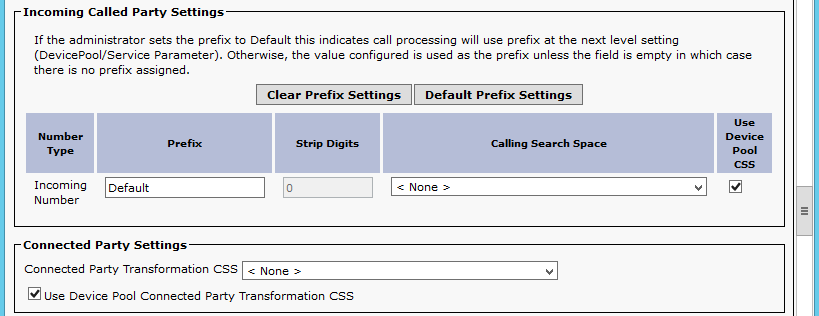 Incoming Called Party Settings
If the administrator sets the prefix to Default this indicates call processing will use prefix at the next level setting
(DevicePool/Service Parameter). Otherwise, the value configured is used as the prefix unless the field is empty in which case
there is no prefix assigned.
Clear Prefix Settings Default Prefix Settings
Number Type Prefix Strip Digits Calling Search Space Use Device Pool CSS
Incoming Number Default 0 < None >
Connected Party Settings
Connected Party Transformation CSS < None >
Use Device Pool Connected Party Transformation CSS